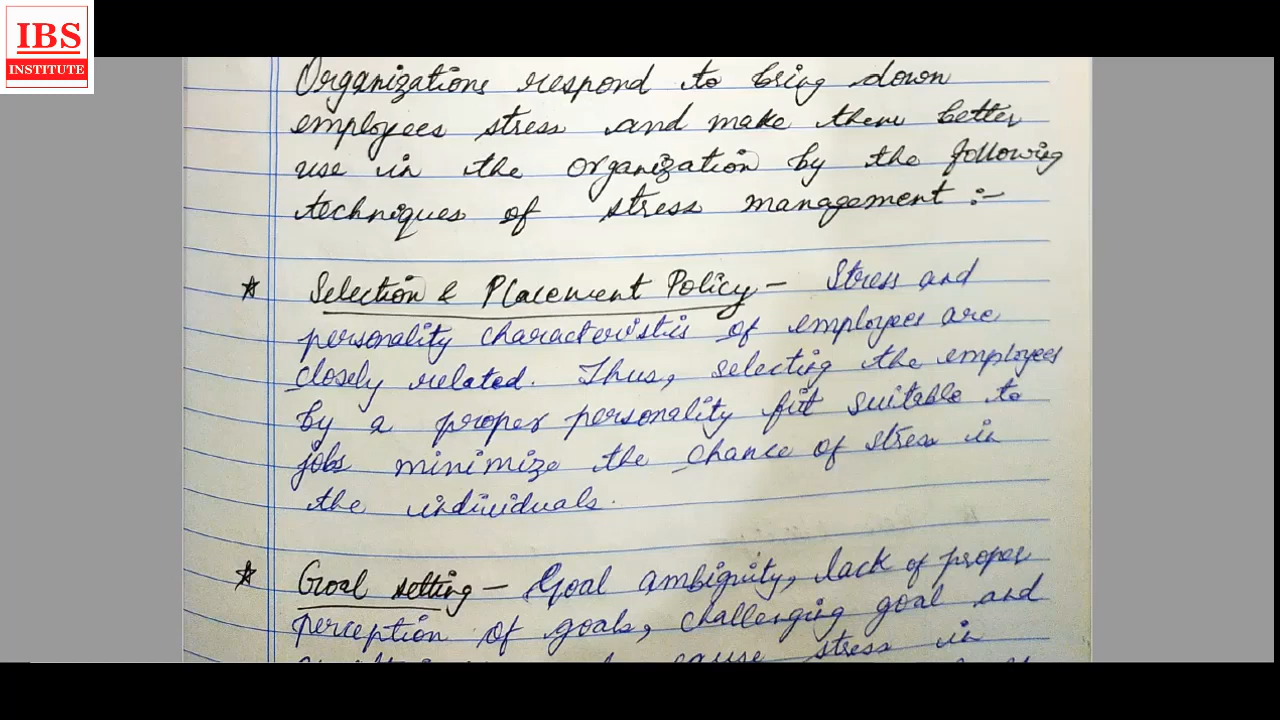 IBS
INSTITUTE
Organizations respond to bring down
employees stress and make them better
use in the organization by the following
techniques of stress management :-
* Selection & Placement Policy - Stress and
personality characteristics of employees are
closely related. Thus, selecting the employees
by a proper personality fit suitable to
jobs minimize the chance of stress in
the individuals.
* Goal setting - Goal ambiguity, lack of proper
perception of goals, challenging goal and
cause stress in